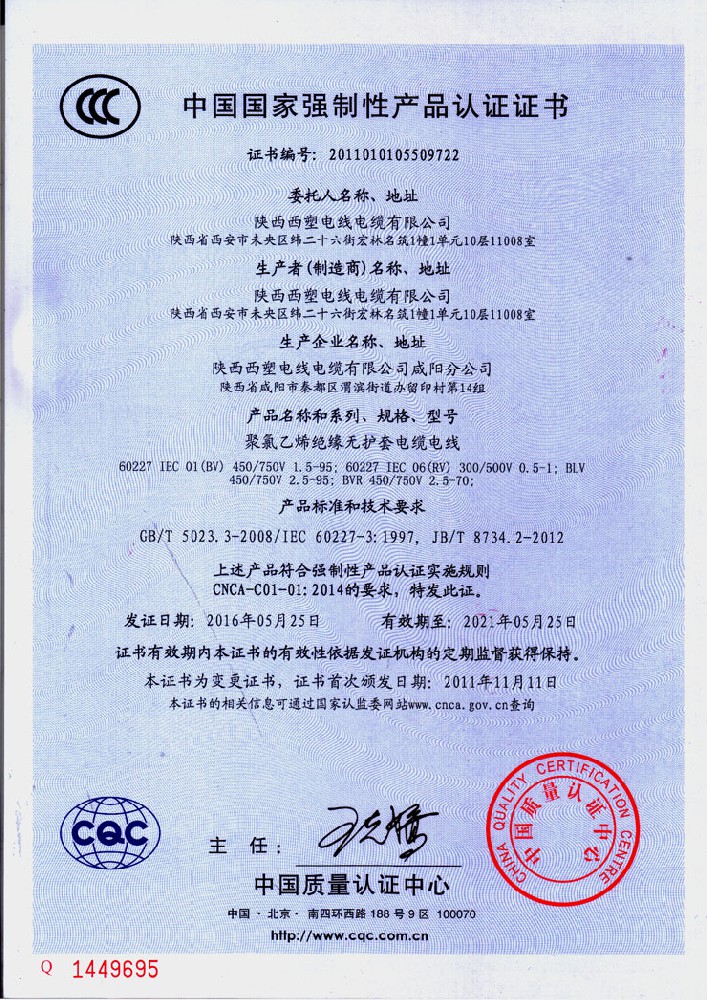 中国国家强制性产品认证证书
证书编号：2011010105509722
委托人名称、地址
陕西西塑电线电缆有限公司
陕西省西安市未央区纬二十六街宏林名筑1幢1单元10层11008室
生产者(制造商)名称、地址
陕西西塑电线电缆有限公司
陕西省西安市未央区纬二十六街宏林名筑1幢1单元10层11008室
生产企业名称、地址
陕西西塑电线电缆有限公司咸阳分公司
陕西省咸阳市秦都区渭滨街道办留印村第14组
产品名称和系列、规格、型号
聚氯乙烯绝缘无护套电缆电线
60227 IEC 01(BV) 450/750V 1.5-95; 60227 IEC 06(RV) 300/500V 0.5-1; BLV
450/750V 2.5-95; BVR 450/750V 2.5-70;
产品标准和技术要求
GB/T 5023.3-2008/IEC 60227-3:1997, JB/T 8734.2-2012
上述产品符合强制性产品认证实施规则
CNCA-C01-01:2014的要求，特发此证。
发证日期：2016年05月25日 有效期至：2021年05月25日
证书有效期内本证书的有效性依据发证机构的定期监督获得保持。
本证书为变更证书，证书首次颁发日期：2011年11月11日
本证书的相关信息可通过国家认监委网站www.cnca.gov.cn查询
CHINA QUALITY CERTIFICATION CENTRE
中国质量认证中心
CQC
主 任：
中国质量认证中心
中国·北京·南四环西路 188 号 9 区 100070
http://www.cqc.com.cn
Q 1449695